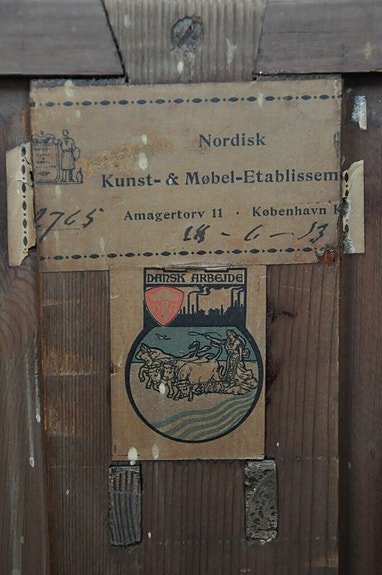 Nordisk
Kunst- & Møbel-Etablissem
Amagertorv 11 · København K
2765 18 - 6 - 13
DANSK ARBEJDE